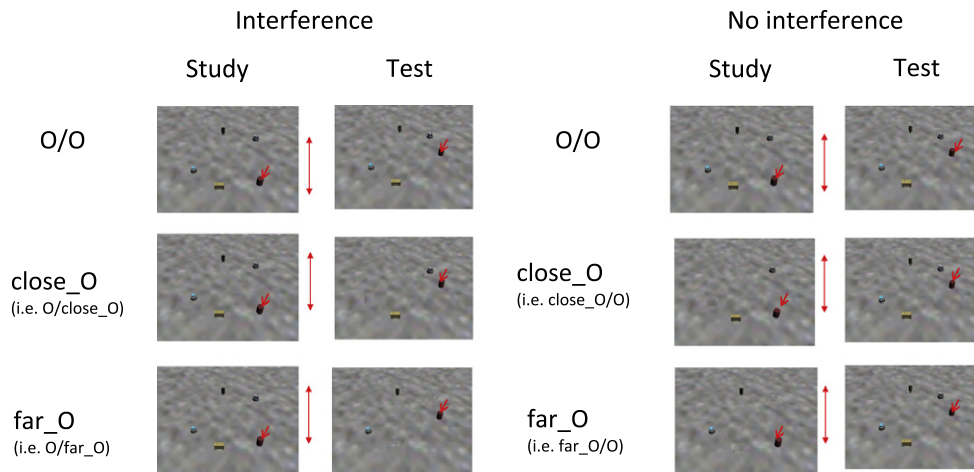 Interference
No interference
Study
Test
Study
Test
O/O
O/O
close_O
(i.e. O/close_O)
close_O
(i.e. close_O/O)
far_O
(i.e. O/far_O)
far_O
(i.e. far_O/O)